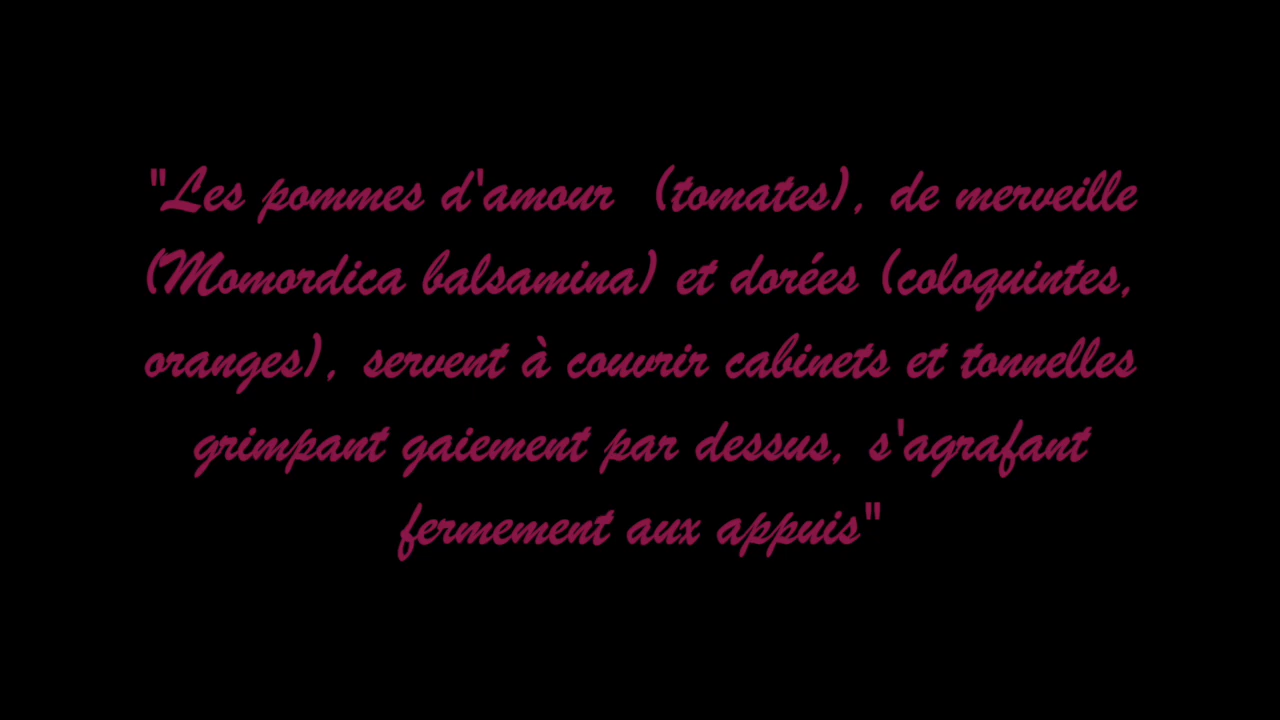 "Les pommes d'amour  (tomates), de merveille
(Momordica balsamina) et dorées (coloquintes,
oranges), servent à couvrir cabinets et tonnelles
grimpant gaiement par dessus, s'agrafant
fermement aux appuis"